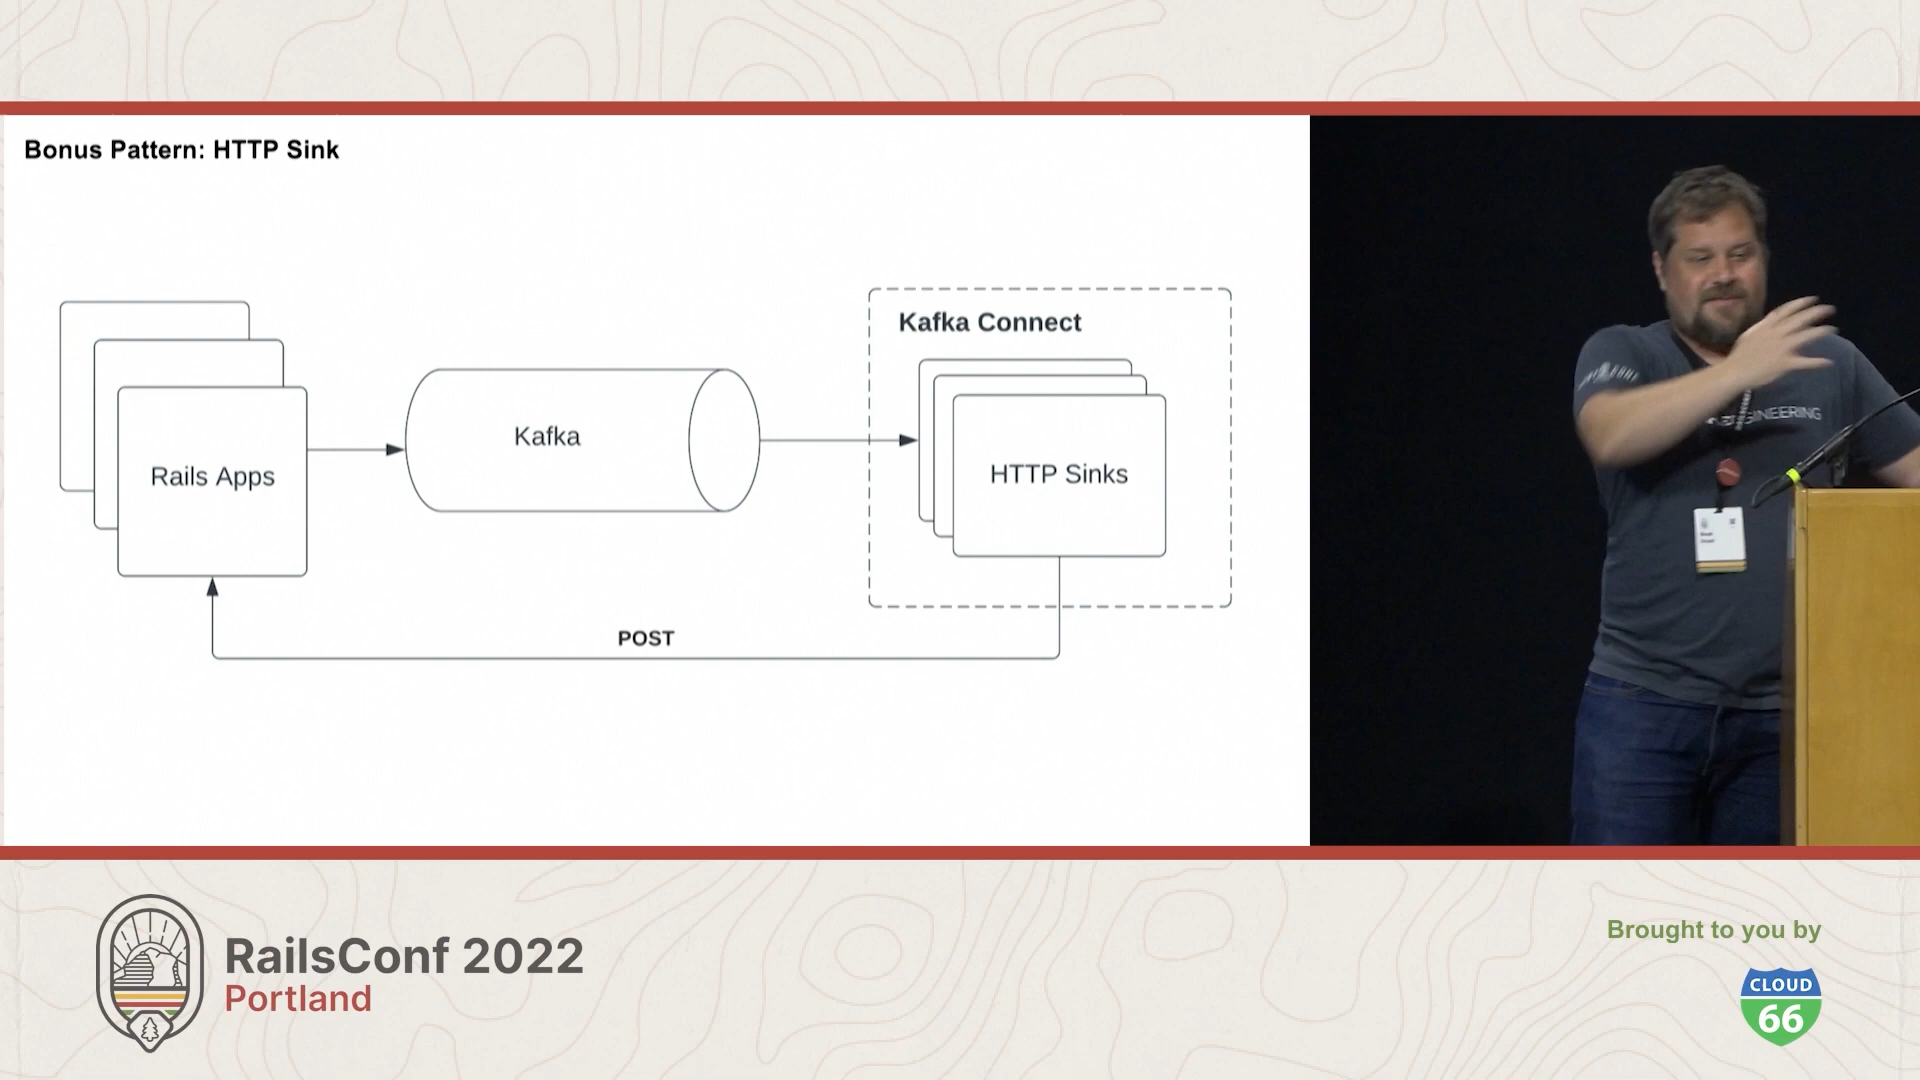 Bonus Pattern: HTTP Sink
Kafka Connect
Rails Apps
Kafka
HTTP Sinks
POST
GINEERING
RailsConf 2022
Portland
Brought to you by
CLOUD
66